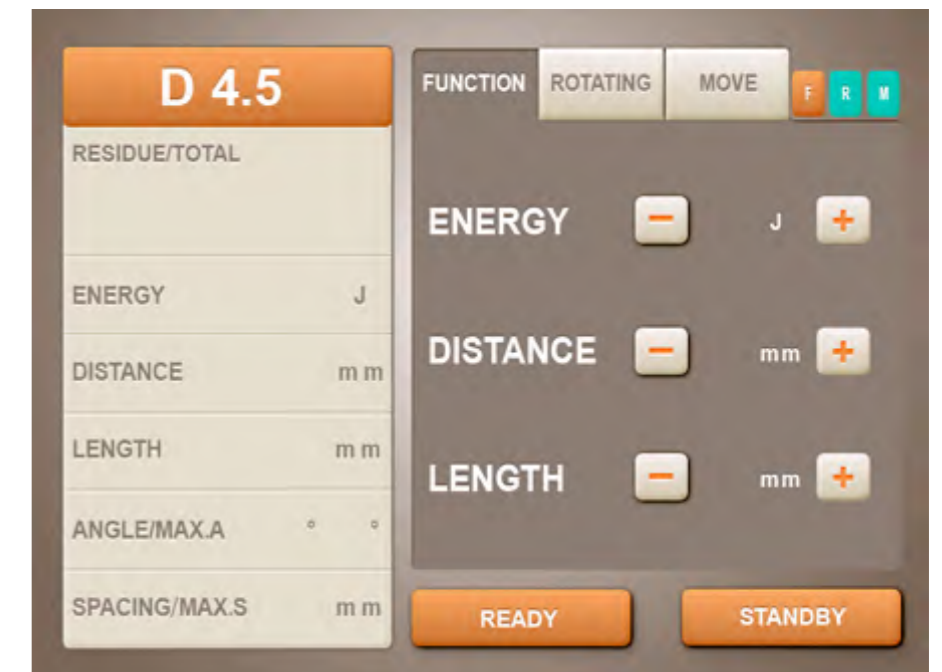 D 4.5
RESIDUE/TOTAL
ENERGY J
DISTANCE m m
LENGTH m m
ANGLE/MAX.A ° °
SPACING/MAX.S m m
FUNCTION ROTATING MOVE F R M
ENERGY − J +
DISTANCE − mm +
LENGTH − mm +
READY STANDBY